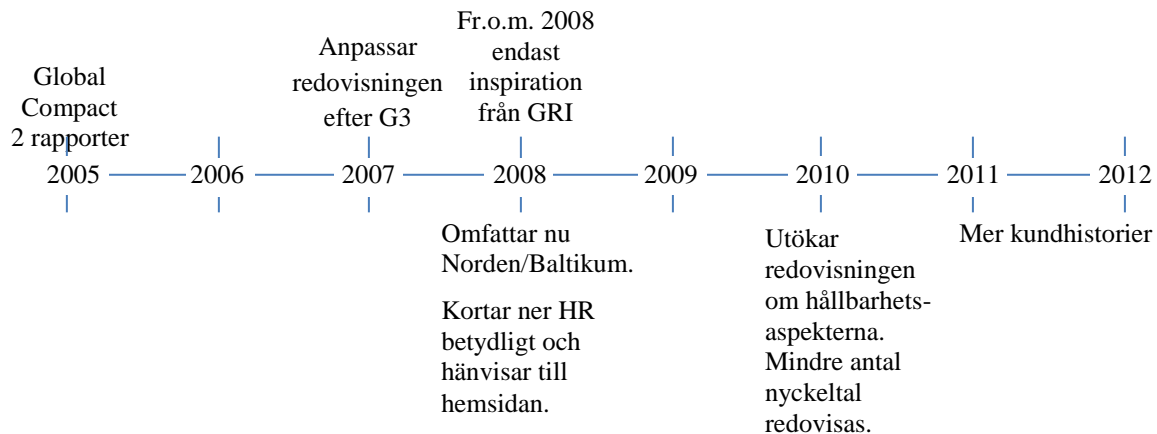 Global
Compact
2 rapporter
Anpassar
redovisningen
efter G3
Fr.o.m. 2008
endast
inspiration
från GRI
2005 2006 2007 2008 2009 2010 2011 2012
Omfattar nu
Norden/Baltikum.
Kortar ner HR
betydligt och
hänvisar till
hemsidan.
Utökar
redovisningen
om hållbarhets-
aspekterna.
Mindre antal
nyckeltal
redovisas.
Mer kundhistorier